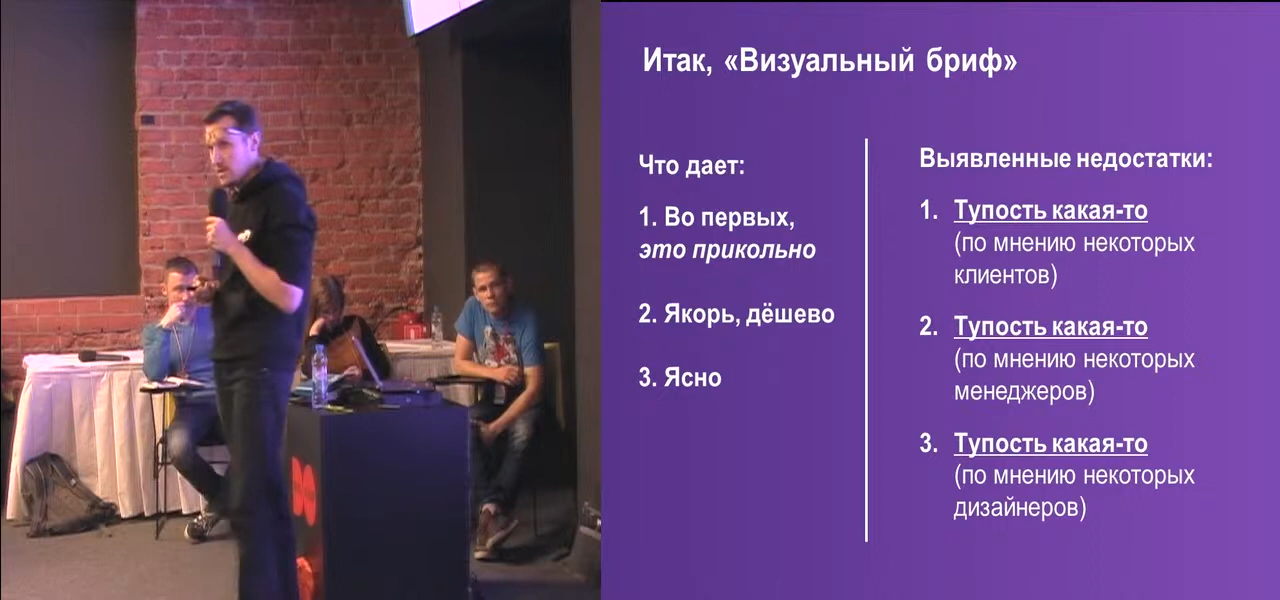 Итак, «Визуальный бриф»
Что дает:
1. Во первых,
это прикольно
2. Якорь, дёшево
3. Ясно
Выявленные недостатки:
1. Тупость какая-то
(по мнению некоторых
клиентов)
2. Тупость какая-то
(по мнению некоторых
менеджеров)
3. Тупость какая-то
(по мнению некоторых
дизайнеров)